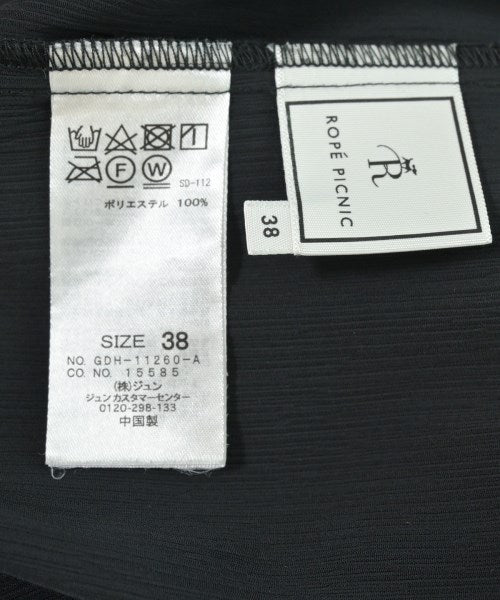 F W
SD-112
ポリエステル 100%
SIZE 38
NO. GDH-11260-A
CO. NO. 15585
(株)ジュン
ジュンカスタマーセンター
0120-298-133
中国製
38
R
ROPÉ PICNIC